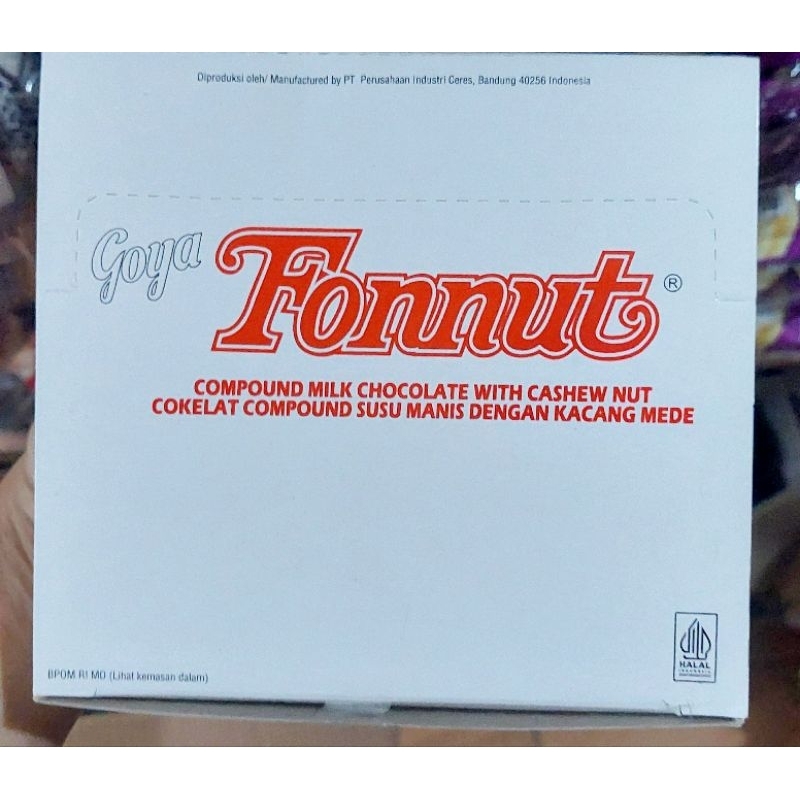 Diproduksi oleh/ Manufactured by PT. Perusahaan Industri Ceres, Bandung 40256 Indonesia
Goya
Fonnut ®
COMPOUND MILK CHOCOLATE WITH CASHEW NUT
COKELAT COMPOUND SUSU MANIS DENGAN KACANG MEDE
HALAL
INDONESIA
BPOM RI MD (Lihat kemasan dalam)